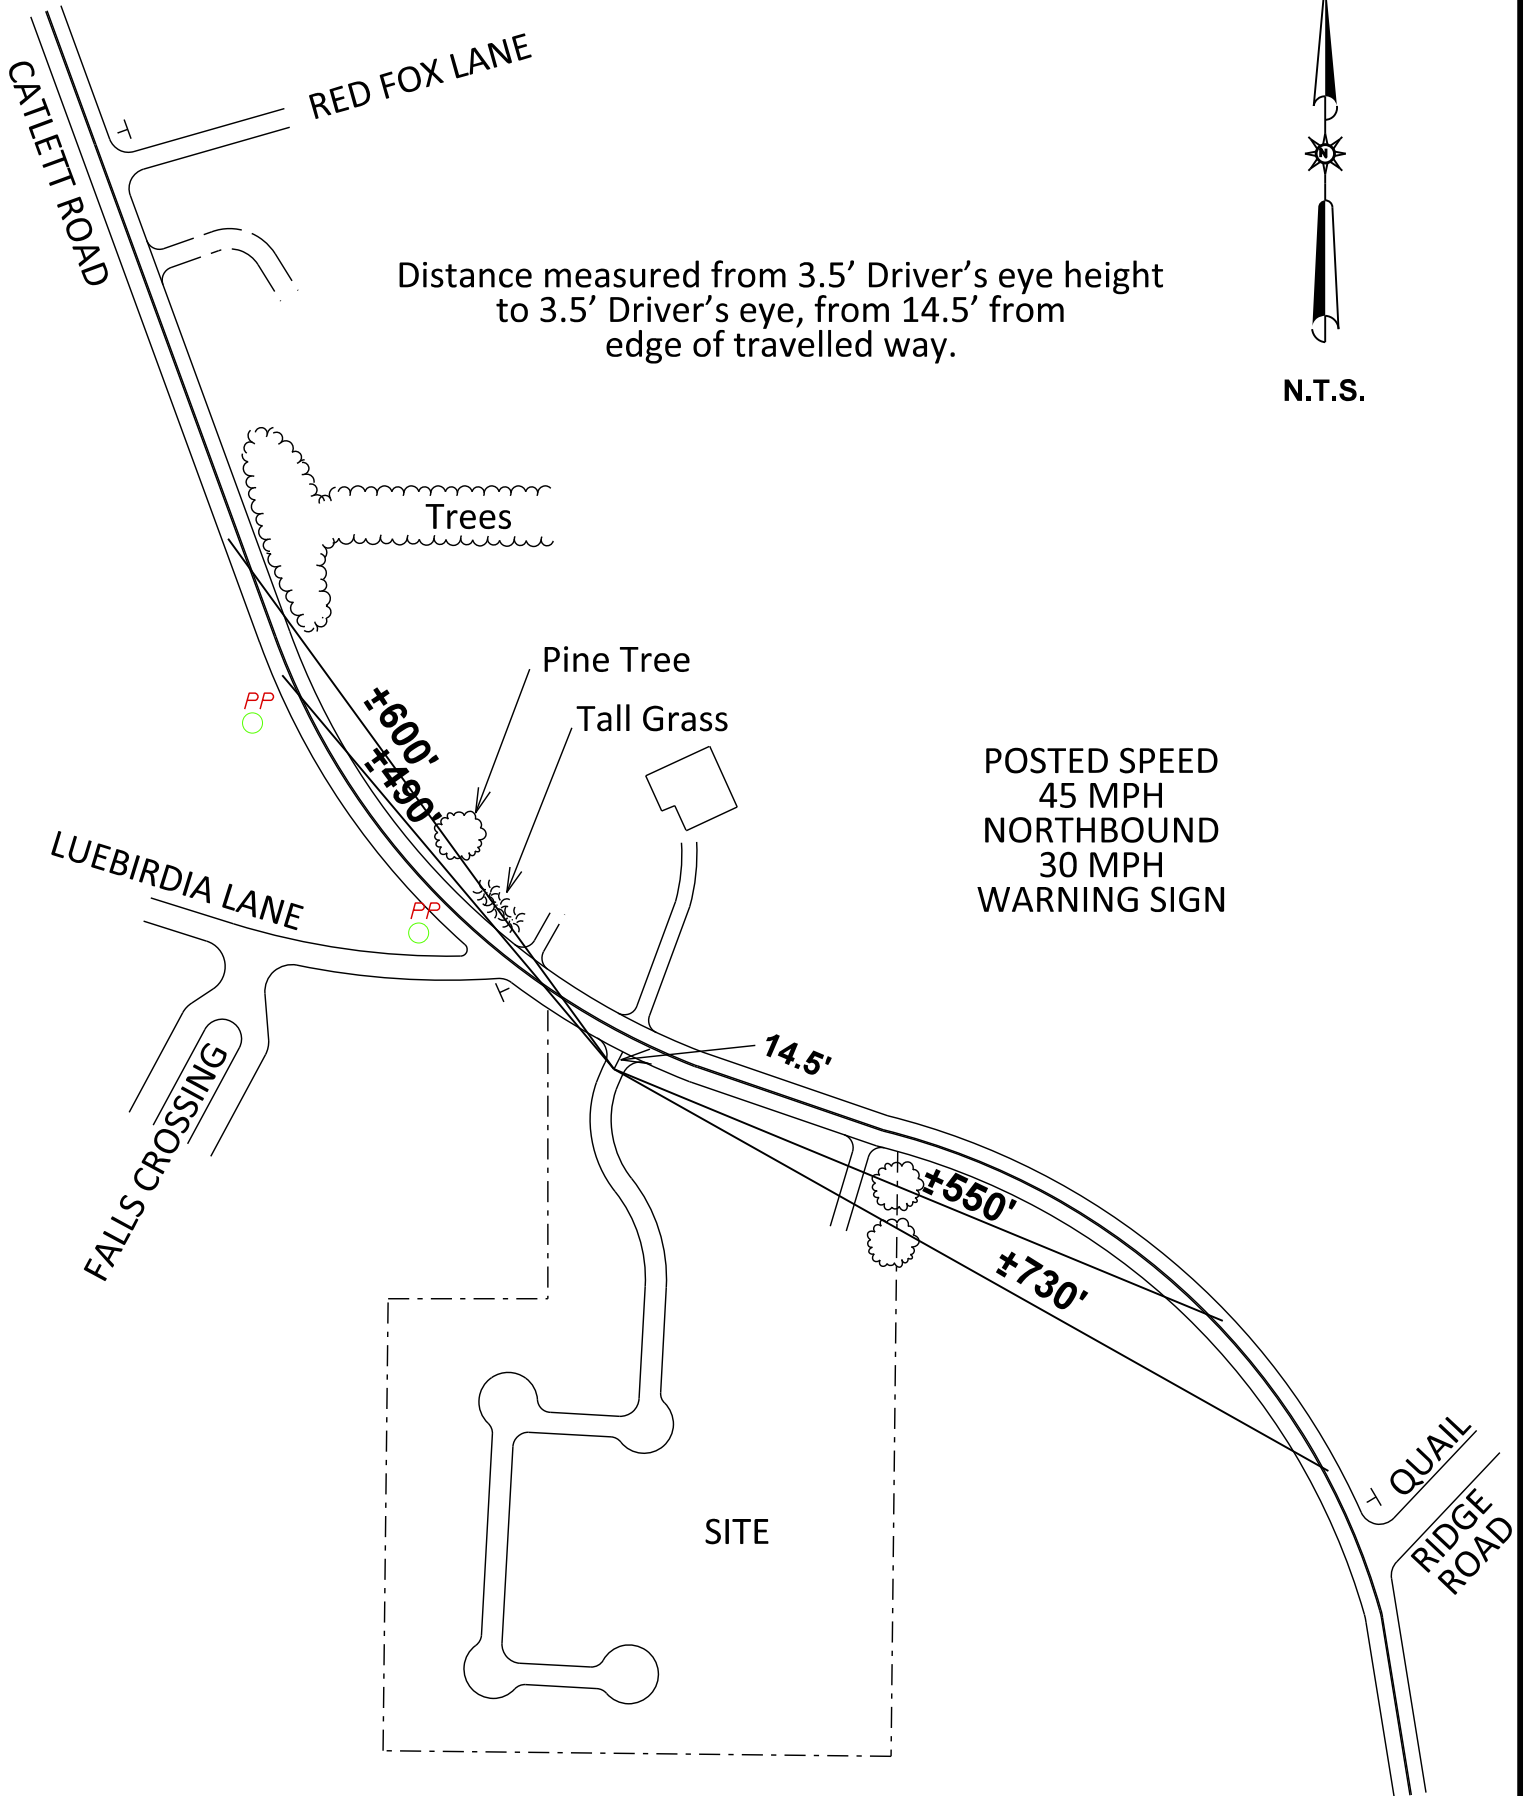 RED FOX LANE
CATLETT ROAD
N
N.T.S.
Distance measured from 3.5’ Driver’s eye height
to 3.5’ Driver’s eye, from 14.5’ from
edge of travelled way.
Trees
Pine Tree
Tall Grass
PP
±600'
±490'
POSTED SPEED
45 MPH
NORTHBOUND
30 MPH
WARNING SIGN
LUEBIRDIA LANE
PP
14.5'
FALLS CROSSING
±550'
±730'
QUAIL
RIDGE
ROAD
SITE